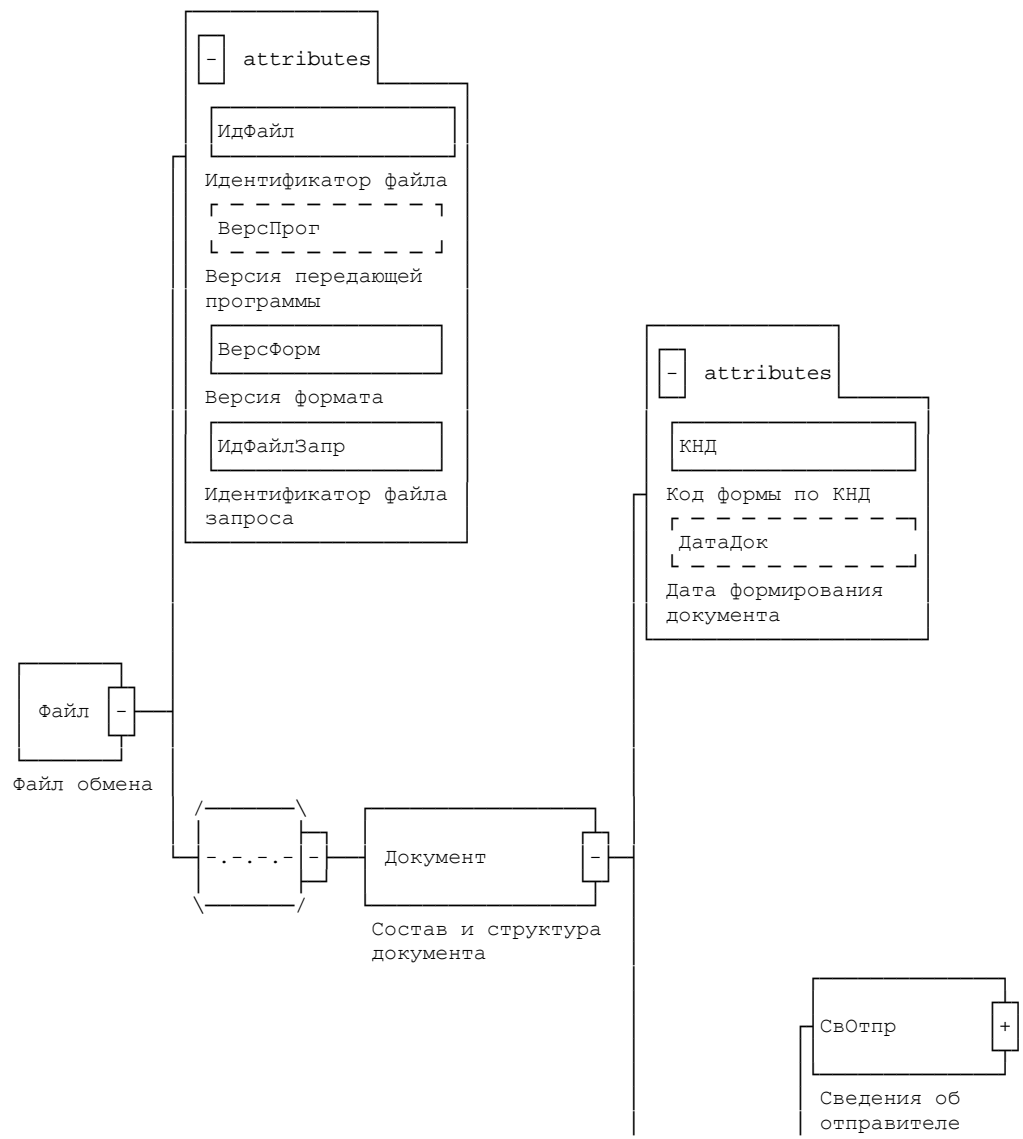 - attributes
ИдФайл
Идентификатор файла
ВерсПрог
Версия передающей
программы
ВерсФорм
Версия формата
ИдФайлЗапр
Идентификатор файла
запроса
- attributes
КНД
Код формы по КНД
ДатаДок
Дата формирования
документа
Файл -
Файл обмена
-.-.-.- -
Документ -
Состав и структура
документа
СвОтпр +
Сведения об
отправителе